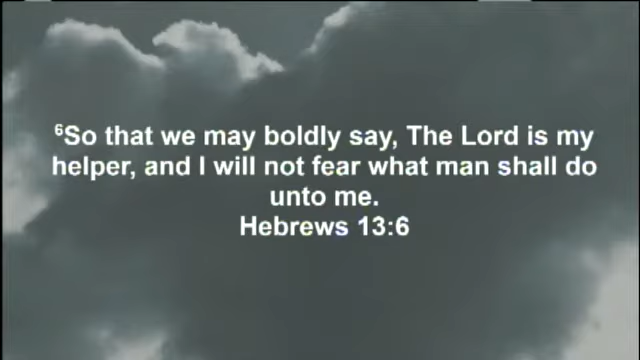 ⁶So that we may boldly say, The Lord is my
helper, and I will not fear what man shall do
unto me.
Hebrews 13:6